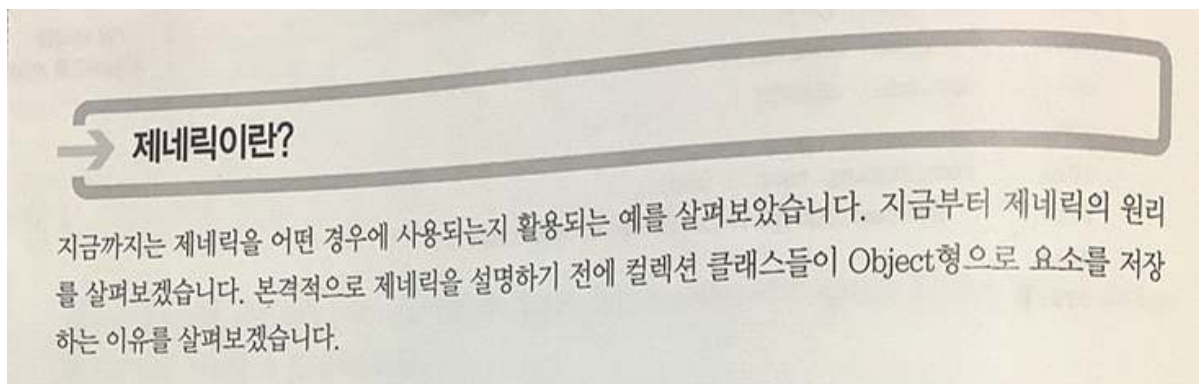 제네릭이란?
지금까지는 제네릭을 어떤 경우에 사용되는지 활용되는 예를 살펴보았습니다. 지금부터 제네릭의 원리
를 살펴보겠습니다. 본격적으로 제네릭을 설명하기 전에 컬렉션 클래스들이 Object형으로 요소를 저장
하는 이유를 살펴보겠습니다.